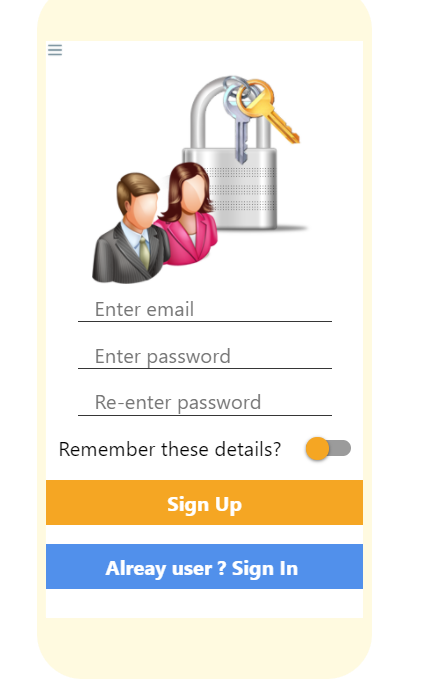 Enter email
Enter password
Re-enter password
Remember these details?
Sign Up
Alreay user ? Sign In